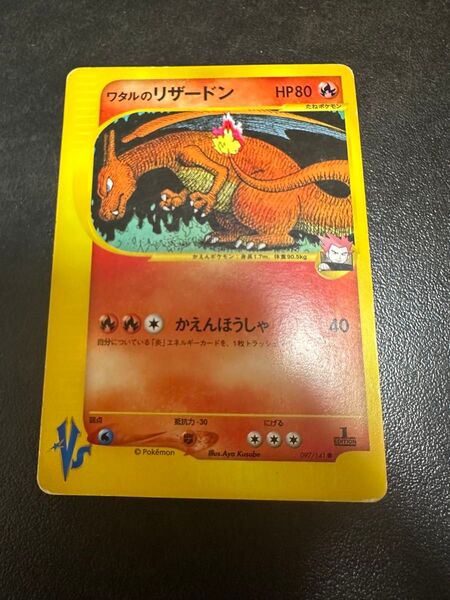 ワタルのリザードン HP80
たねポケモン
かえんポケモン：身長1.7m、体重90.5kg
かえんほうしゃ 40
自分についている「炎」エネルギーカードを、1枚トラッシュ
弱点 抵抗力-30 にげる
VS
© Pokémon Illus.Aya Kusube 097/141●
1
EDITION